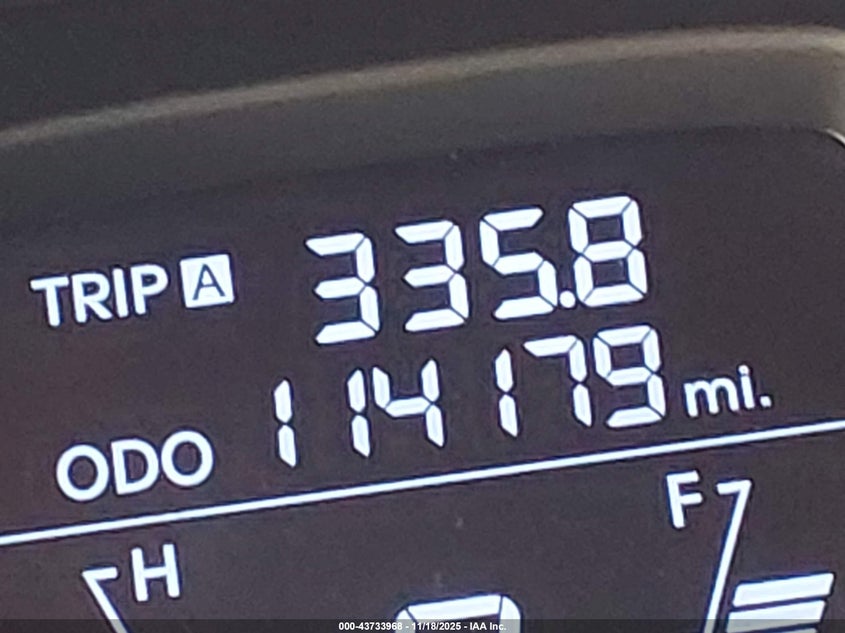 TRIP A 335.8
ODO 114179 mi.
F
H
000-43733968 - 11/18/2025 - IAA Inc.